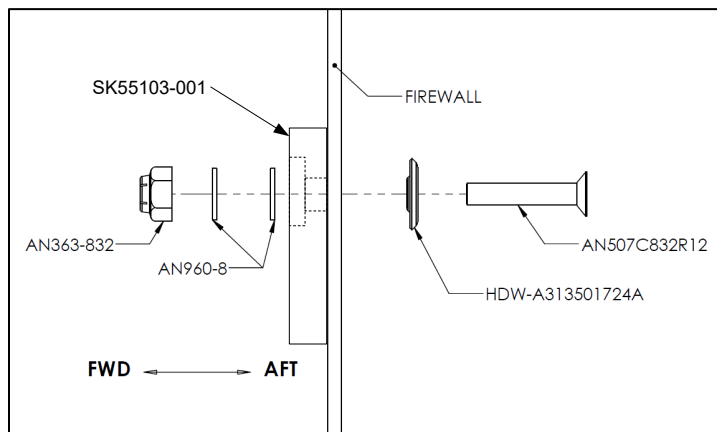 SK55103-001
FIREWALL
AN363-832
AN960-8
AN507C832R12
HDW-A313501724A
FWD
AFT